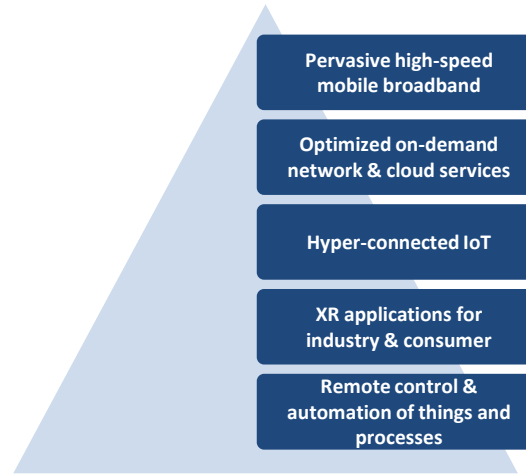 Pervasive high-speed
mobile broadband
Optimized on-demand
network & cloud services
Hyper-connected IoT
XR applications for
industry & consumer
Remote control &
automation of things and
processes